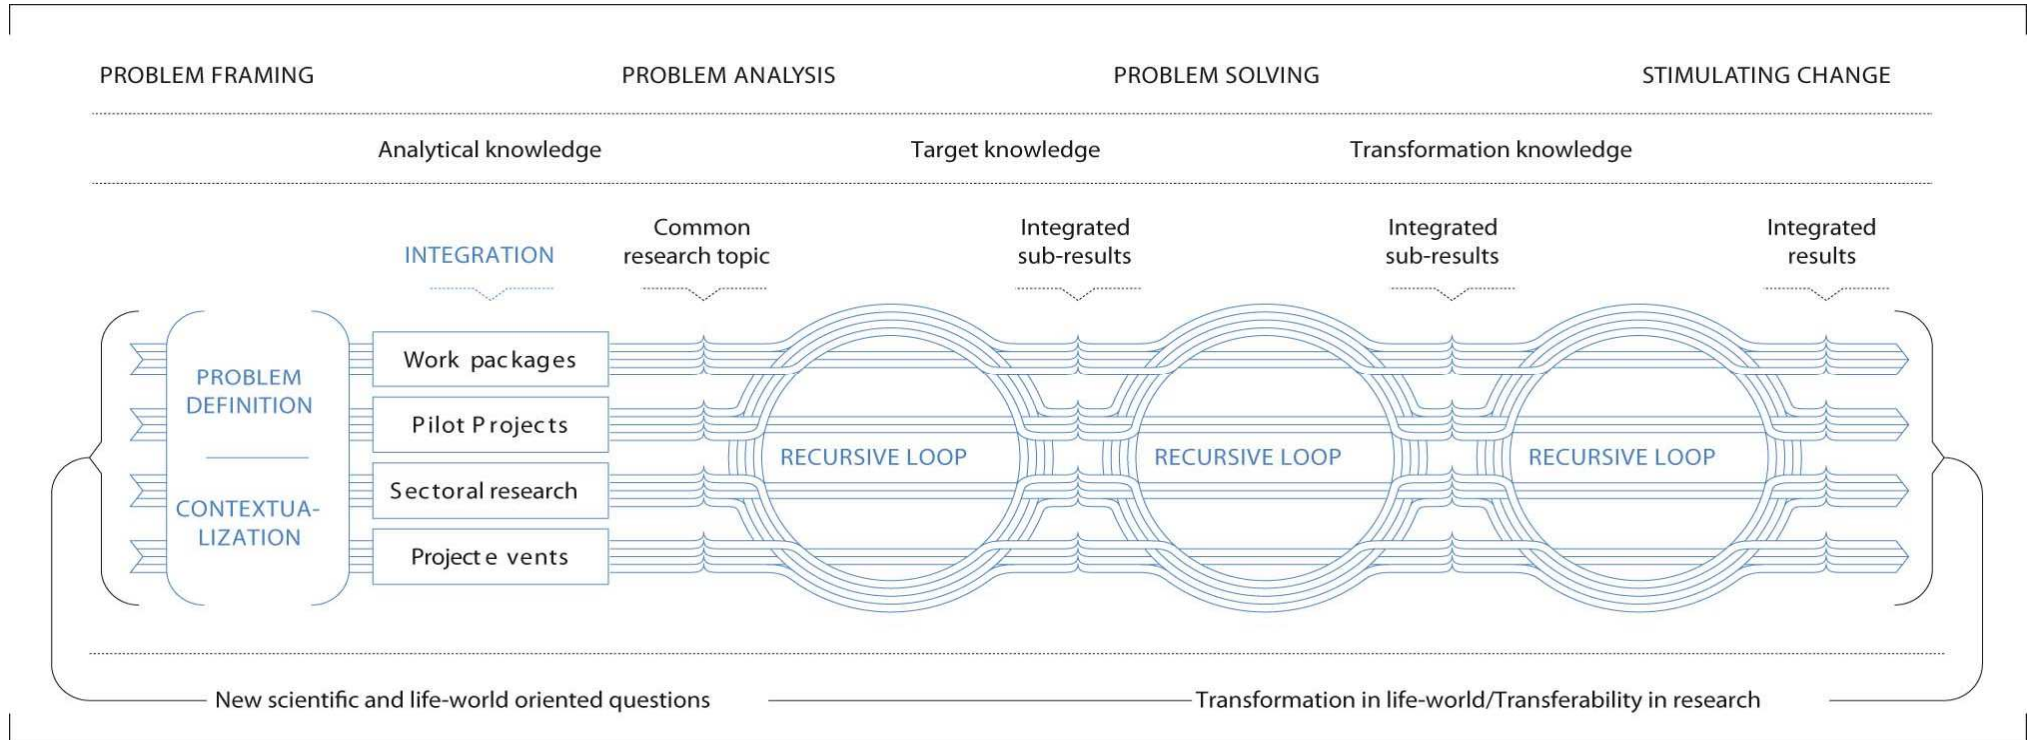 PROBLEM FRAMING
PROBLEM ANALYSIS
PROBLEM SOLVING
STIMULATING CHANGE
Analytical knowledge
Target knowledge
Transformation knowledge
INTEGRATION
Common
research topic
Integrated
sub-results
Integrated
sub-results
Integrated
results
PROBLEM
DEFINITION
CONTEXTUA-
LIZATION
Work packages
Pilot Projects
Sectoral research
Projecte vents
RECURSIVE LOOP
RECURSIVE LOOP
RECURSIVE LOOP
New scientific and life-world oriented questions
Transformation in life-world/Transferability in research